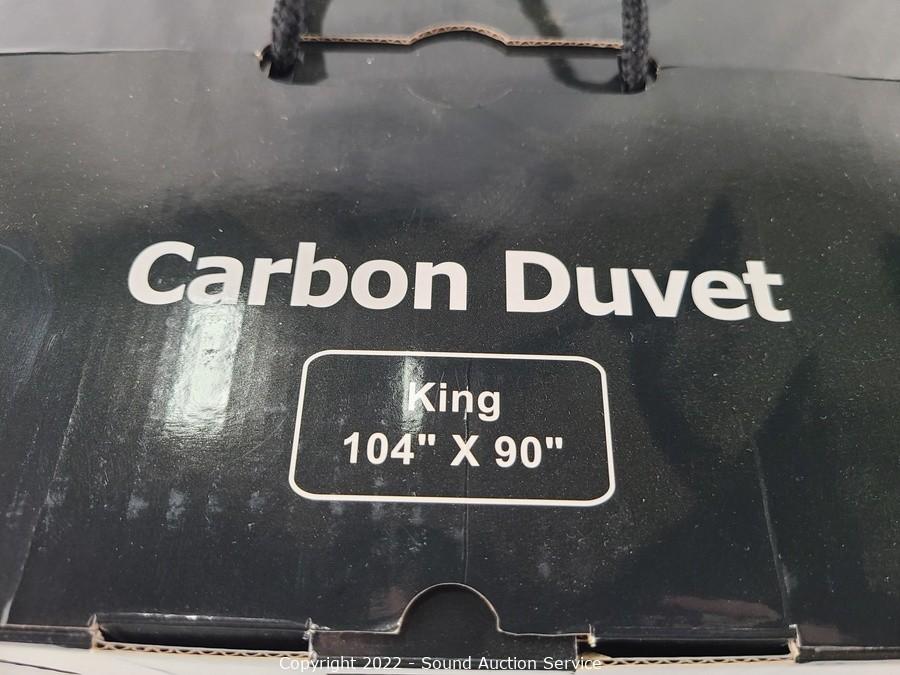 Carbon Duvet
King
104" X 90"
Copyright 2022 - Sound Auction Service